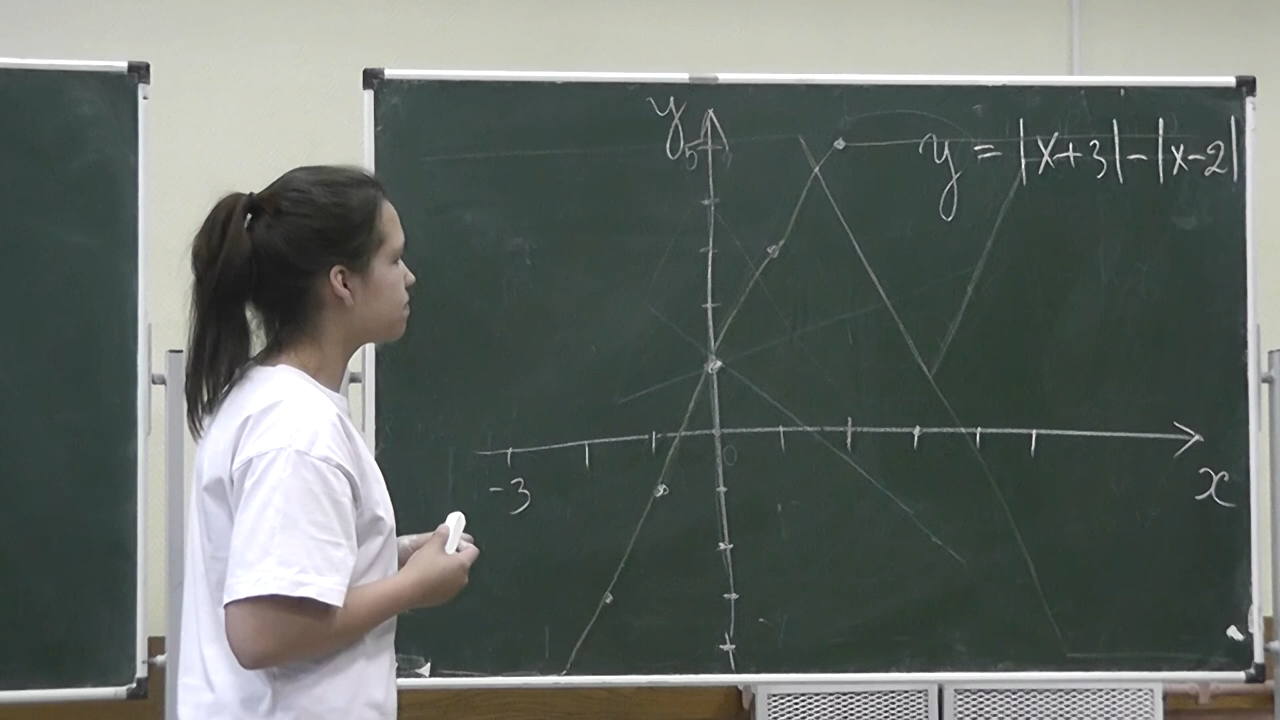 y
5
y = |x+3|-|x-2|
0
-3
x